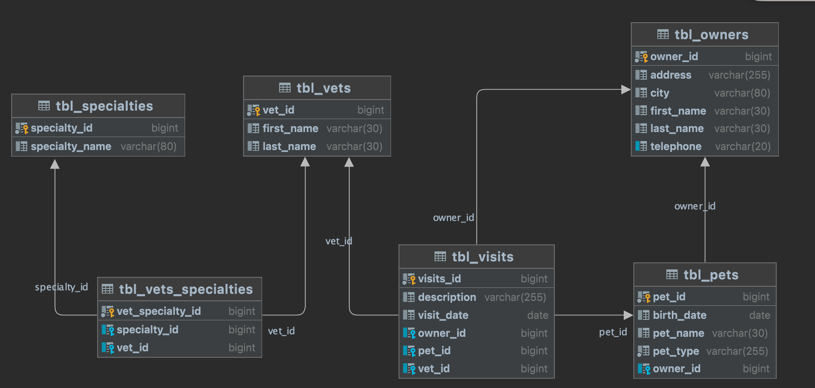 tbl_owners
owner_id bigint
address varchar(255)
city varchar(80)
first_name varchar(30)
last_name varchar(30)
telephone varchar(20)
tbl_vets
vet_id bigint
first_name varchar(30)
last_name varchar(30)
tbl_specialties
specialty_id bigint
specialty_name varchar(80)
owner_id
owner_id
vet_id
specialty_id
vet_id
pet_id
tbl_visits
visits_id bigint
description varchar(255)
visit_date date
owner_id bigint
pet_id bigint
vet_id bigint
tbl_pets
pet_id bigint
birth_date date
pet_name varchar(30)
pet_type varchar(255)
owner_id bigint
tbl_vets_specialties
vet_specialty_id bigint
specialty_id bigint
vet_id bigint